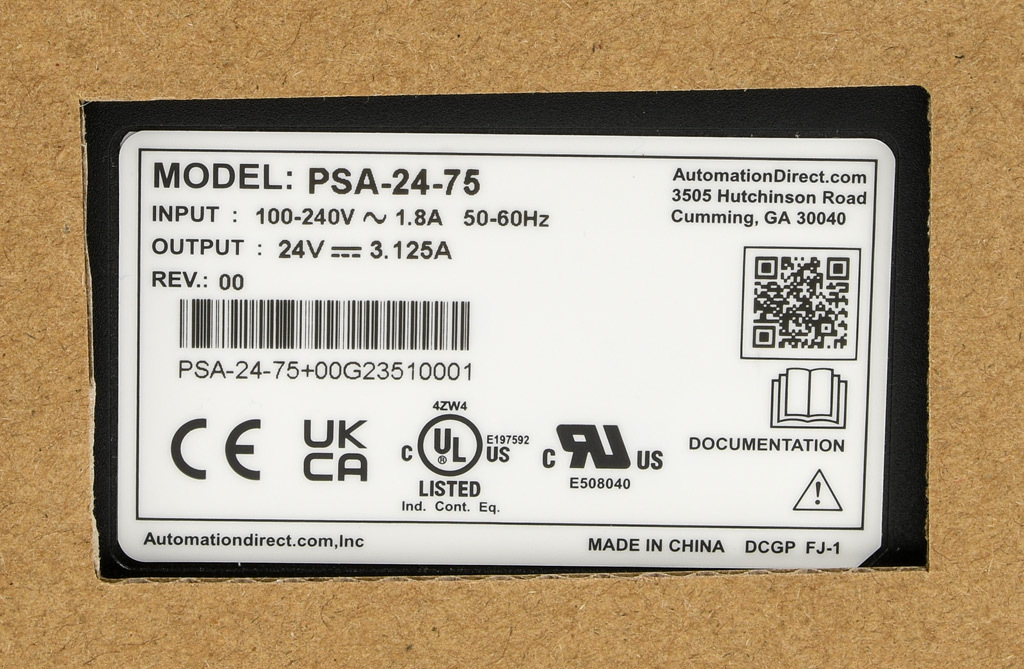 MODEL: PSA-24-75
INPUT : 100-240V ~ 1.8A 50-60Hz
OUTPUT : 24V ⎓ 3.125A
REV.: 00
PSA-24-75+00G23510001
AutomationDirect.com
3505 Hutchinson Road
Cumming, GA 30040
DOCUMENTATION
CE
UK
CA
4ZW4
C UL ® US E197592
LISTED
Ind. Cont. Eq.
C RU US
E508040
!
Automationdirect.com,Inc
MADE IN CHINA DCGP FJ-1